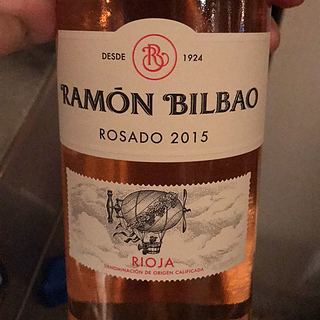 DESDE RB 1924
RAMÓN BILBAO
ROSADO 2015
RIOJA
DENOMINACIÓN DE ORIGEN CALIFICADA